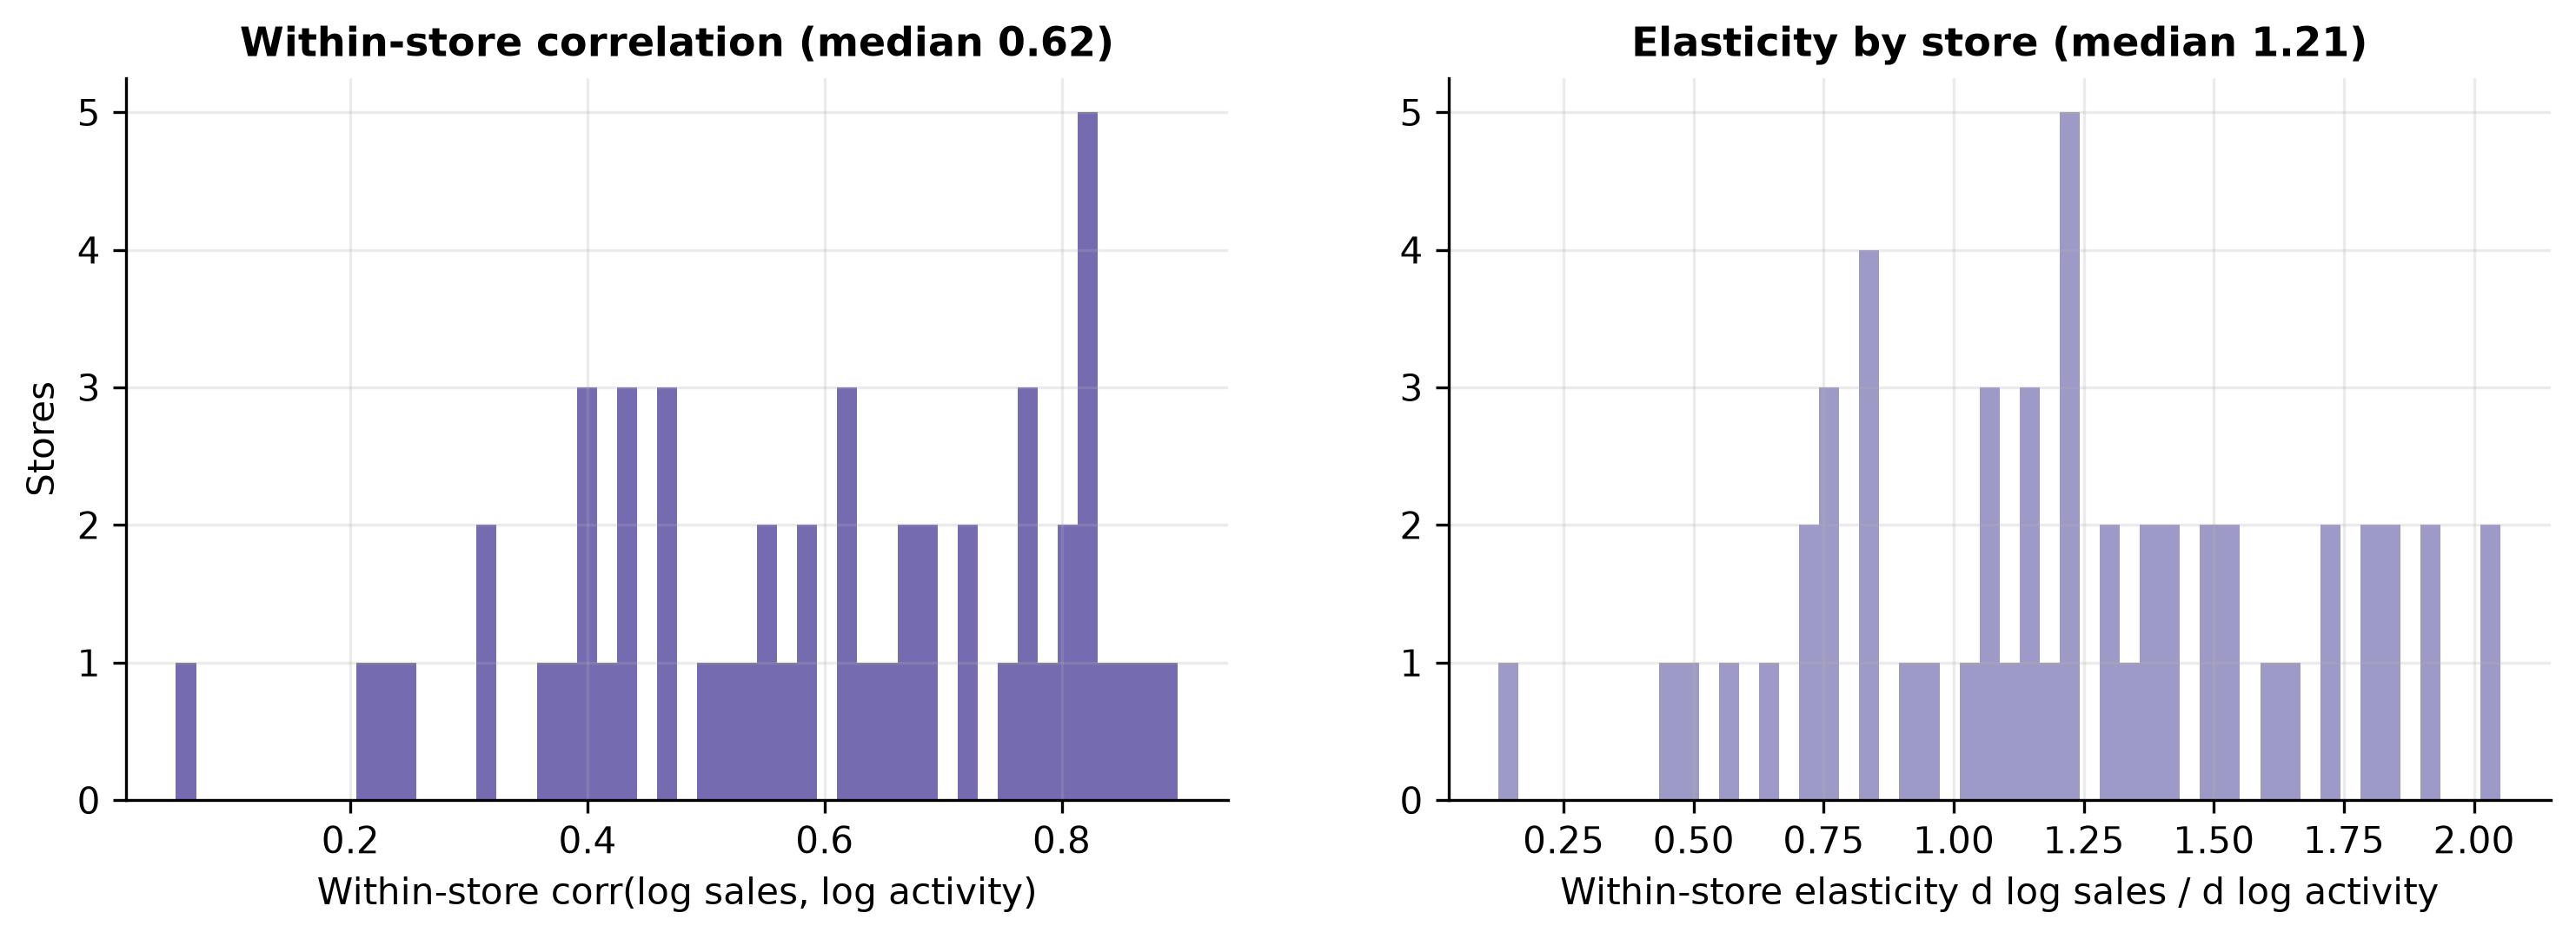 Within-store correlation (median 0.62)
5
4
3
2
1
0
Stores
0.2 0.4 0.6 0.8
Within-store corr(log sales, log activity)
Elasticity by store (median 1.21)
5
4
3
2
1
0
0.25 0.50 0.75 1.00 1.25 1.50 1.75 2.00
Within-store elasticity d log sales / d log activity